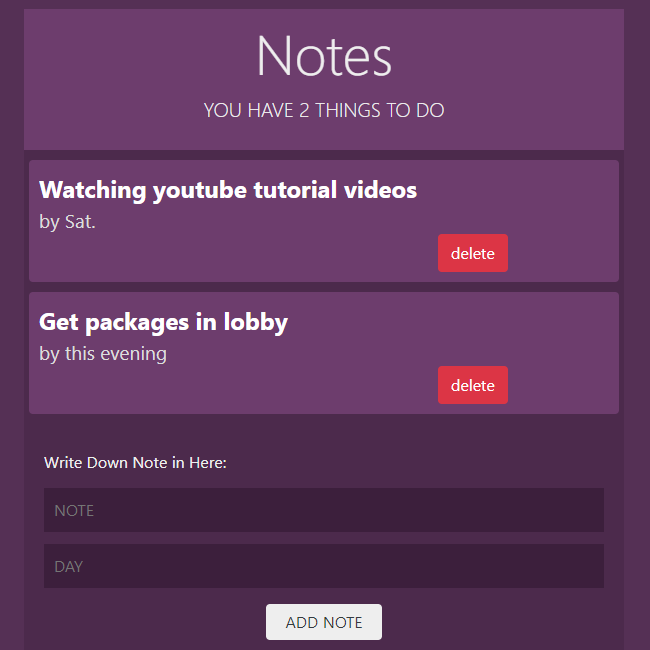 Notes
YOU HAVE 2 THINGS TO DO
Watching youtube tutorial videos
by Sat.
delete
Get packages in lobby
by this evening
delete
Write Down Note in Here:
NOTE
DAY
ADD NOTE